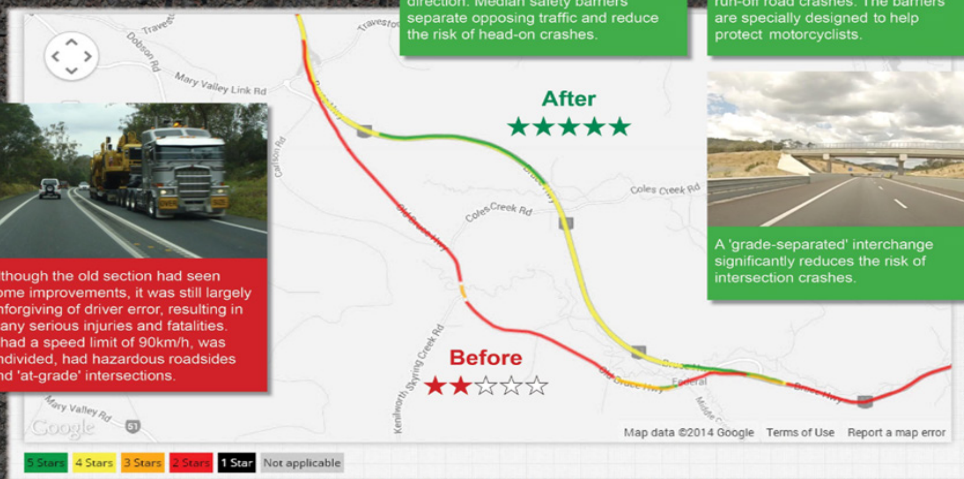 direction. Median safety barriers
separate opposing traffic and reduce
the risk of head-on crashes.
run-off road crashes. The barriers
are specially designed to help
protect motorcyclists.
Travest
Dobson Rd
Mary Valley Link Rd
Travesto
After
Carlson Rd
Bruce Hwy
Coles Creek Rd
Coles Creek Rd
Old Bruce Hwy
A 'grade-separated' interchange
significantly reduces the risk of
intersection crashes.
lthough the old section had seen
ome improvements, it was still largely
nforgiving of driver error, resulting in
any serious injuries and fatalities.
had a speed limit of 90km/h, was
ndivided, had hazardous roadsides
nd 'at-grade' intersections.
Before
Kenilworth Skyring Creek Rd
Old Bruce Hwy
Federal
Bruce Hwy
Mary Valley Rd
51
Google
Map data ©2014 Google Terms of Use Report a map error
5 Stars 4 Stars 3 Stars 2 Stars 1 Star Not applicable